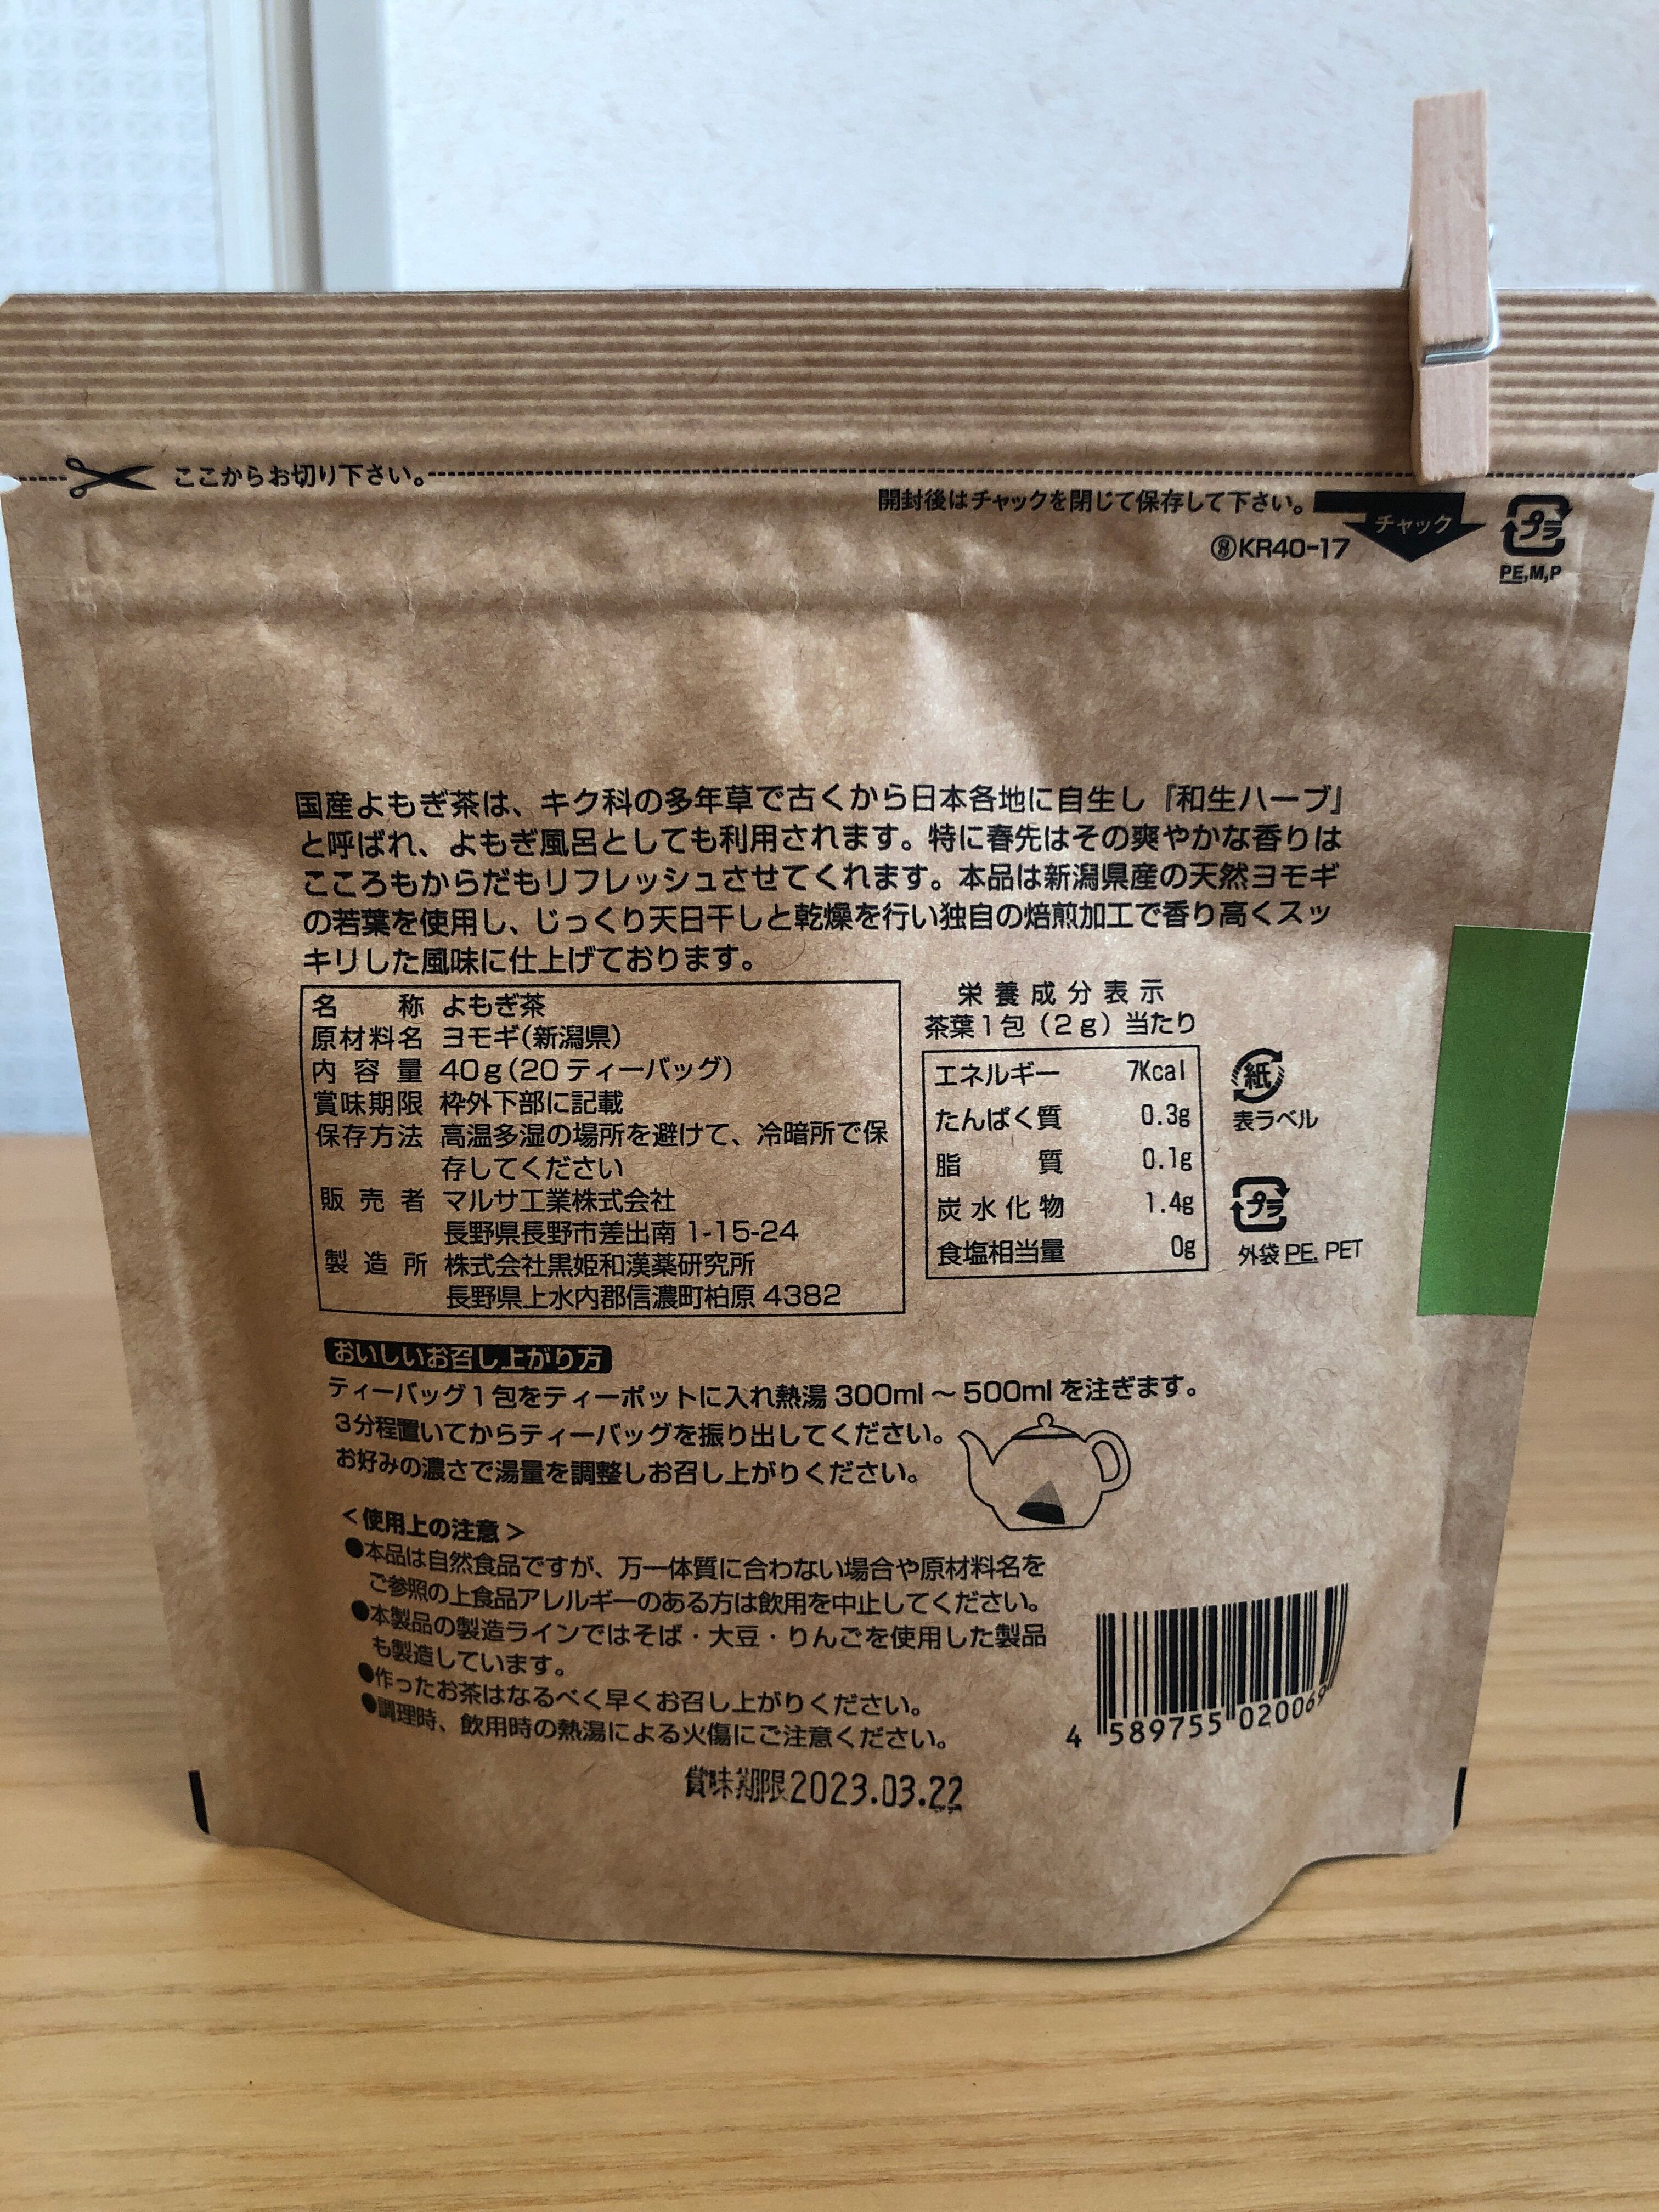 ここからお切り下さい。
開封後はチャックを閉じて保存して下さい。
チャック
プラ
KR40-17
PE,M,P
国産よもぎ茶は、キク科の多年草で古くから日本各地に自生し『和生ハーブ』
と呼ばれ、よもぎ風呂としても利用されます。特に春先はその爽やかな香りは
こころもからだもリフレッシュさせてくれます。本品は新潟県産の天然ヨモギ
の若葉を使用し、じっくり天日干しと乾燥を行い独自の焙煎加工で香り高くスッ
キリした風味に仕上げております。
名称 よもぎ茶
原材料名 ヨモギ(新潟県)
内容量 40g(20ティーバッグ)
賞味期限 枠外下部に記載
保存方法 高温多湿の場所を避けて、冷暗所で保
存してください
販売者 マルサ工業株式会社
長野県長野市差出南 1-15-24
製造所 株式会社黒姫和漢薬研究所
長野県上水内郡信濃町柏原 4382
栄養成分表示
茶葉1包(2g)当たり
エネルギー 7Kcal
たんぱく質 0.3g
脂質 0.1g
炭水化物 1.4g
食塩相当量 0g
紙
表ラベル
プラ
外袋 PE, PET
おいしいお召し上がり方
ティーバッグ1包をティーポットに入れ熱湯300ml～500mlを注ぎます。
3分程置いてからティーバッグを振り出してください。
お好みの濃さで湯量を調整しお召し上がりください。
＜使用上の注意＞
●本品は自然食品ですが、万一体質に合わない場合や原材料名を
ご参照の上食品アレルギーのある方は飲用を中止してください。
●本製品の製造ラインではそば・大豆・りんごを使用した製品
も製造しています。
●作ったお茶はなるべく早くお召し上がりください。
●調理時、飲用時の熱湯による火傷にご注意ください。
4 589755 020069
賞味期限2023.03.22